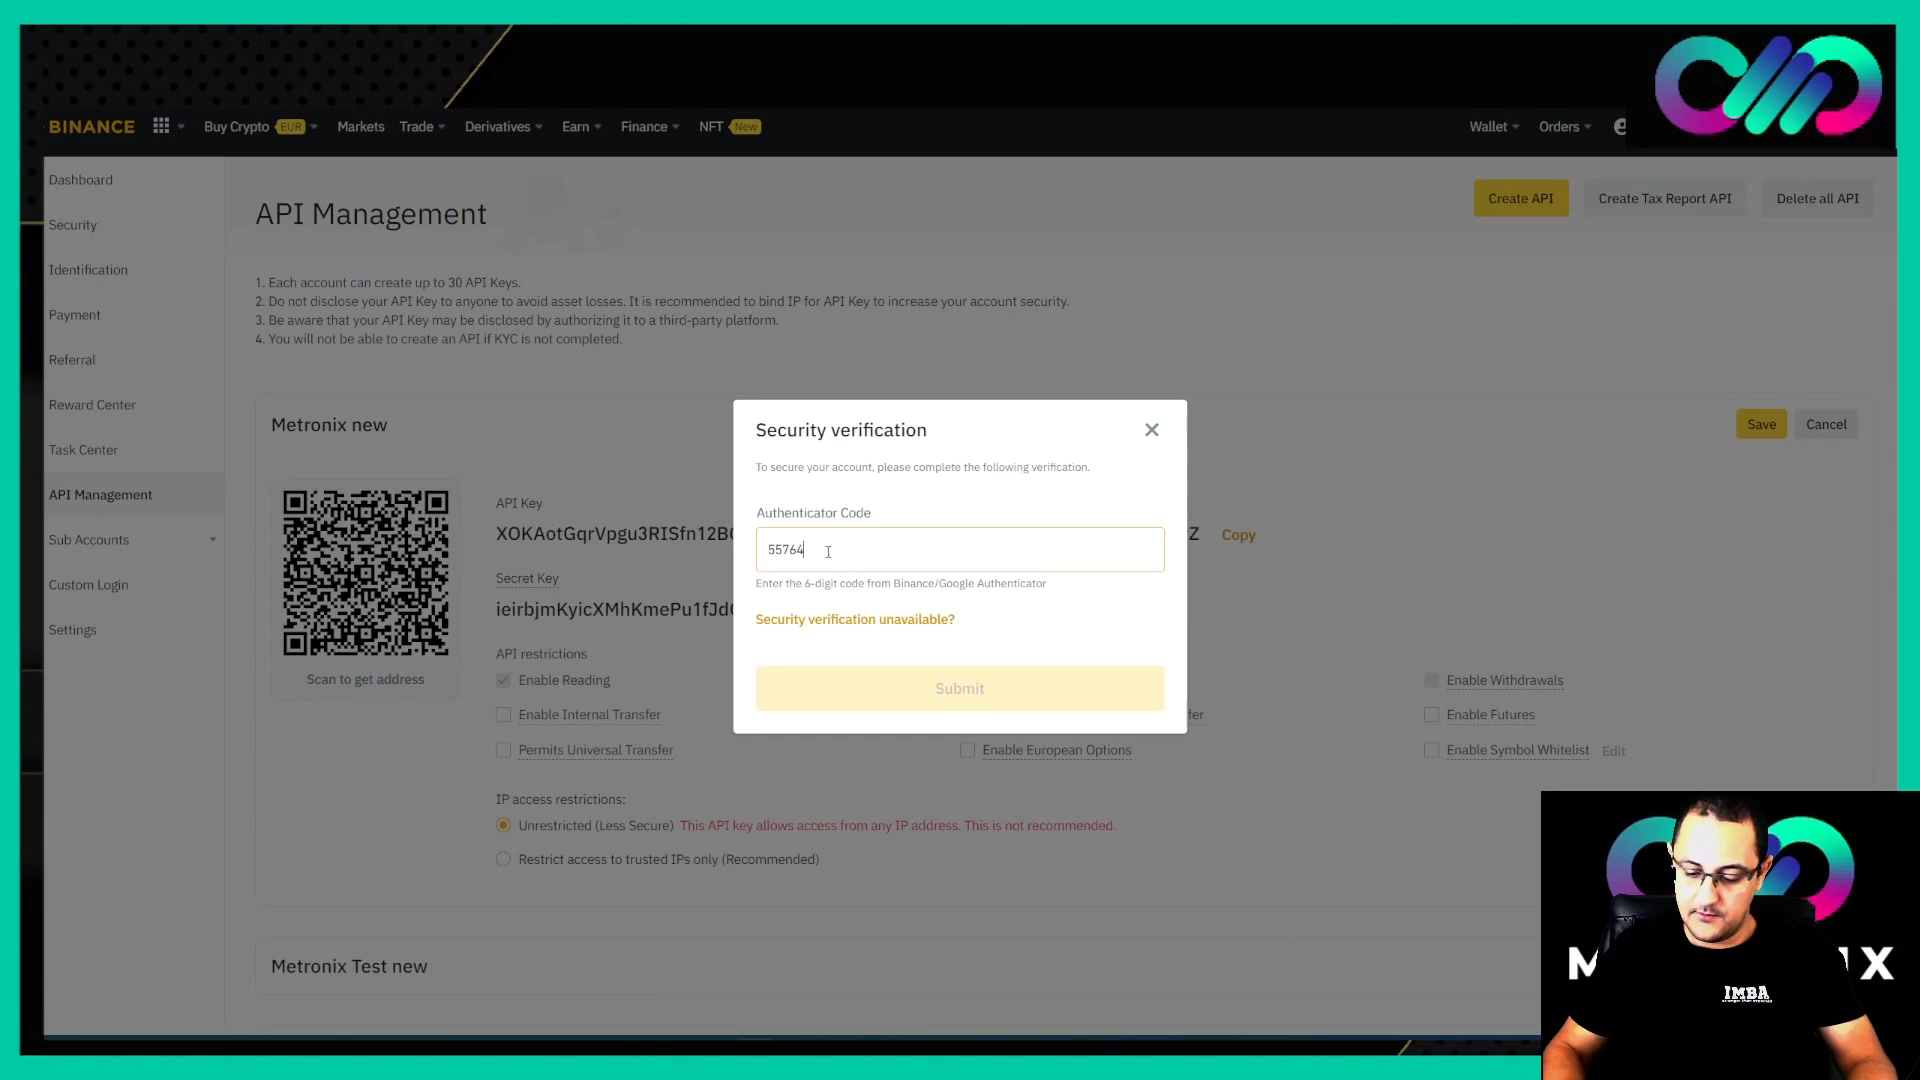 BINANCE
Buy Crypto EUR
Markets
Trade
Derivatives
Earn
Finance
NFT New
Wallet
Orders
Dashboard
Security
Identification
Payment
Referral
Reward Center
Task Center
API Management
Sub Accounts
Custom Login
Settings
API Management
Create API
Create Tax Report API
Delete all API
1. Each account can create up to 30 API Keys.
2. Do not disclose your API Key to anyone to avoid asset losses. It is recommended to bind IP for API Key to increase your account security.
3. Be aware that your API Key may be disclosed by authorizing it to a third-party platform.
4. You will not be able to create an API if KYC is not completed.
Metronix new
Save
Cancel
Scan to get address
API Key
Z
Copy
Secret Key
API restrictions
Enable Reading
Enable Withdrawals
Enable Internal Transfer
fer
Enable Futures
Permits Universal Transfer
Enable European Options
Enable Symbol Whitelist
Edit
IP access restrictions:
Unrestricted (Less Secure) This API key allows access from any IP address. This is not recommended.
Restrict access to trusted IPs only (Recommended)
Metronix Test new
Security verification
To secure your account, please complete the following verification.
Authenticator Code
55764
Enter the 6-digit code from Binance/Google Authenticator
Security verification unavailable?
Submit
M
IX
IMBA